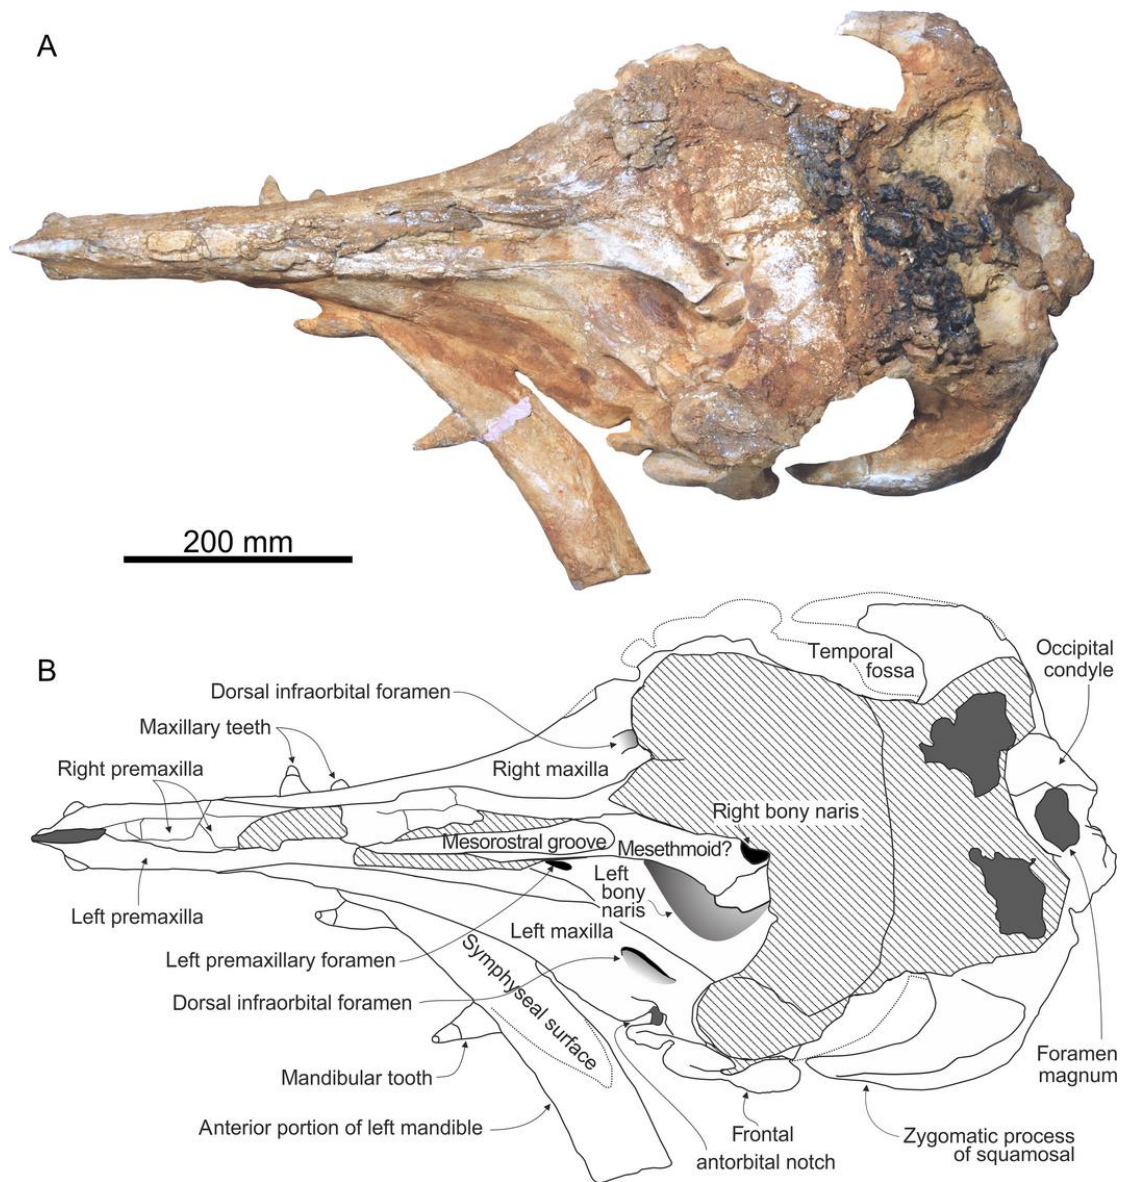 A
200 mm
B
Dorsal infraorbital foramen
Maxillary teeth
Right premaxilla
Right maxilla
Temporal
fossa
Occipital
condyle
Right bony naris
Mesorostral groove
Mesethmoid?
Left
bony
naris
Left premaxilla
Left maxilla
Left premaxillary foramen
Dorsal infraorbital foramen
Symphyseal surface
Mandibular tooth
Anterior portion of left mandible
Frontal
antorbital notch
Foramen
magnum
Zygomatic process
of squamosal